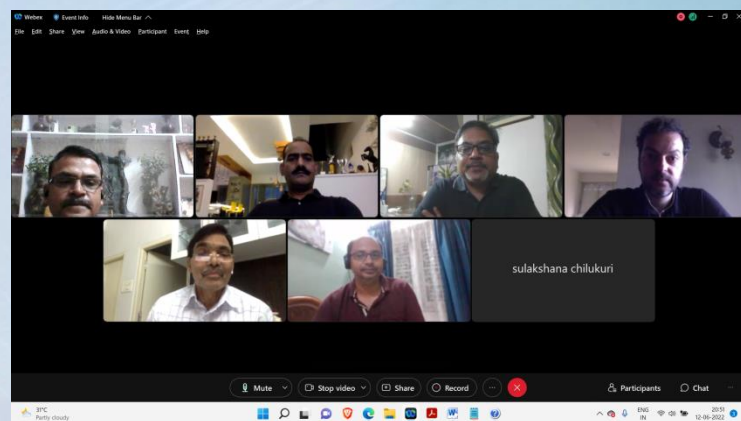 Webex Event Info Hide Menu Bar
File Edit Share View Audio & Video Participant Event Help
sulakshana chilukuri
Mute Stop video Share Record Participants Chat
31°C
Partly cloudy
ENG
IN
20:51
12-06-2022